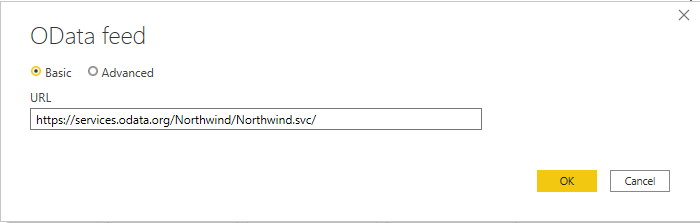 OData feed
Basic Advanced
URL
https://services.odata.org/Northwind/Northwind.svc/
OK Cancel